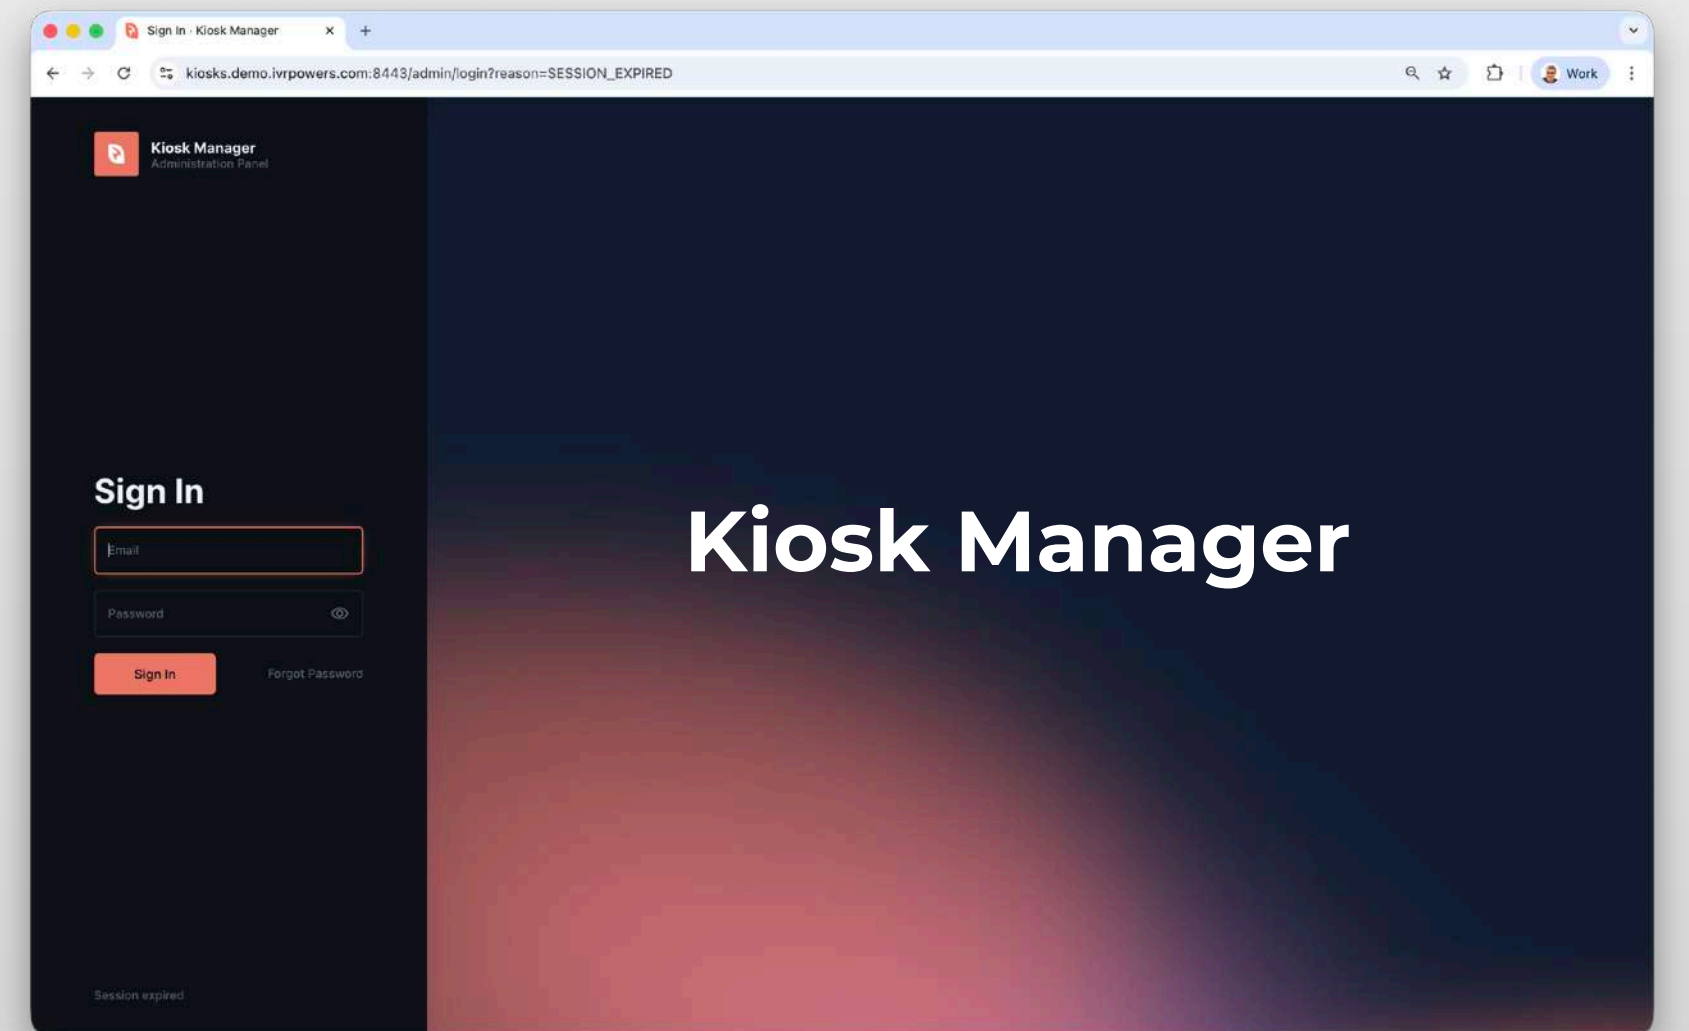 Sign In · Kiosk Manager
kiosks.demo.ivrpowers.com:8443/admin/login?reason=SESSION_EXPIRED
Work
Kiosk Manager
Administration Panel
Sign In
Email
Password
Sign In
Forgot Password
Session expired
Kiosk Manager